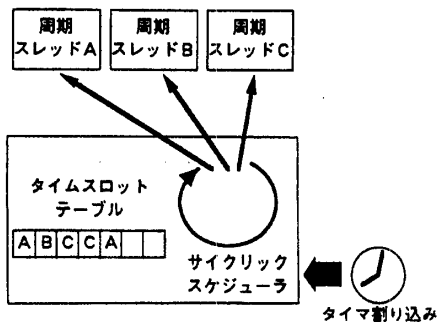 周期
スレッドA
周期
スレッドB
周期
スレッドC
タイムスロット
テーブル
A B C C A
サイクリック
スケジューラ
タイマ割り込み